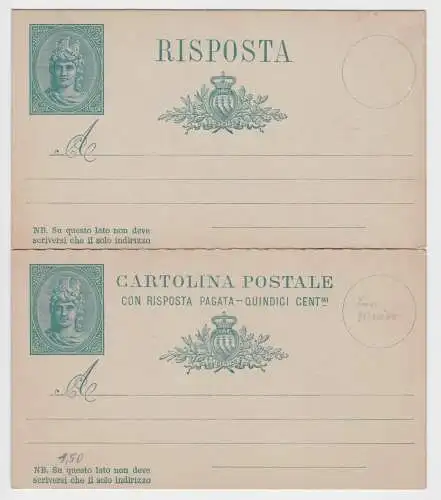 RISPOSTA
A
NB. Su questo lato non deve
scriversi che il solo indirizzo
CARTOLINA POSTALE
CON RISPOSTA PAGATA - QUINDICI CENT.MI
A
4,50
NB. Su questo lato non deve
scriversi che il solo indirizzo